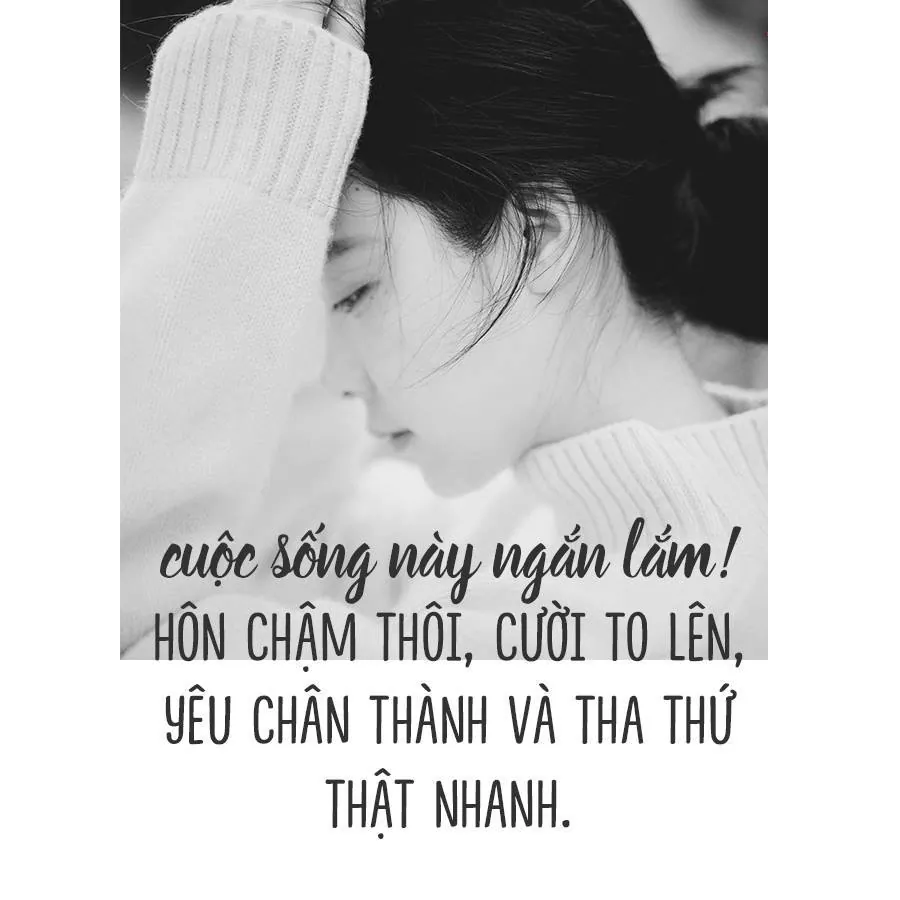 cuộc sống này ngắn lắm!
HÔN CHẬM THÔI, CƯỜI TO LÊN,
YÊU CHÂN THÀNH VÀ THA THỨ
THẬT NHANH.